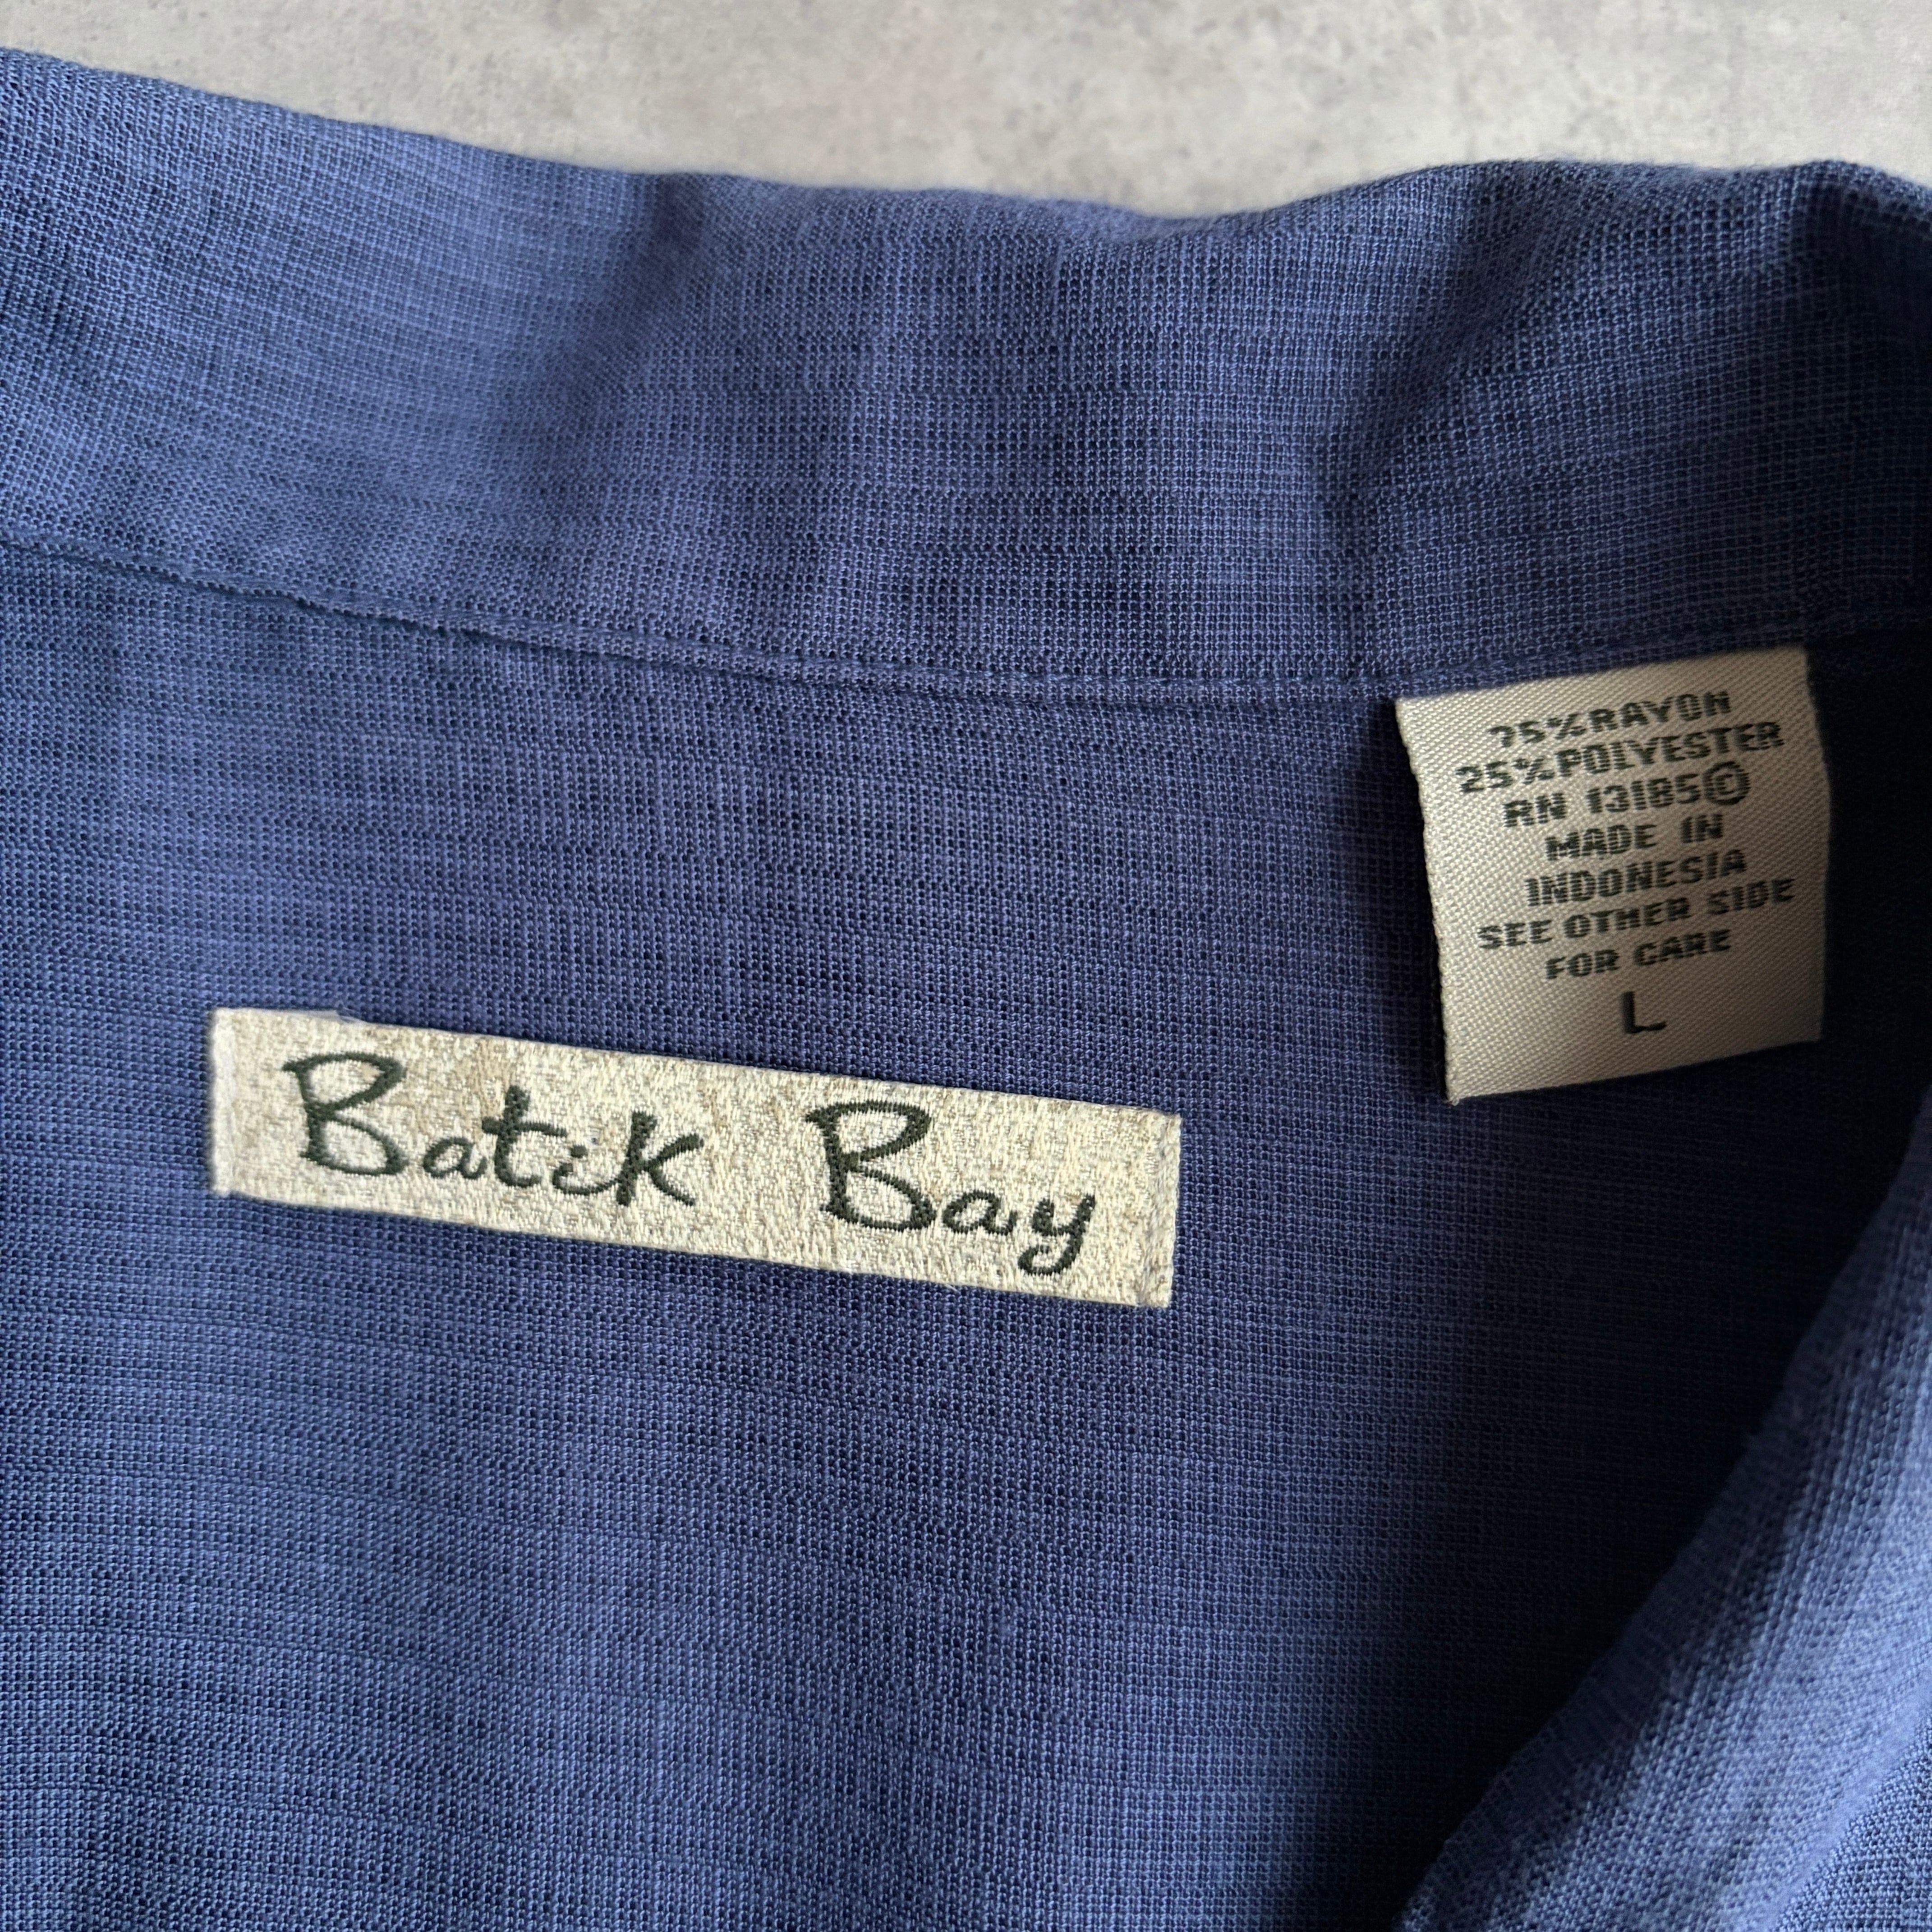 Batik Bay
75% RAYON
25% POLYESTER
RN 13185©
MADE IN
INDONESIA
SEE OTHER SIDE
FOR CARE
L